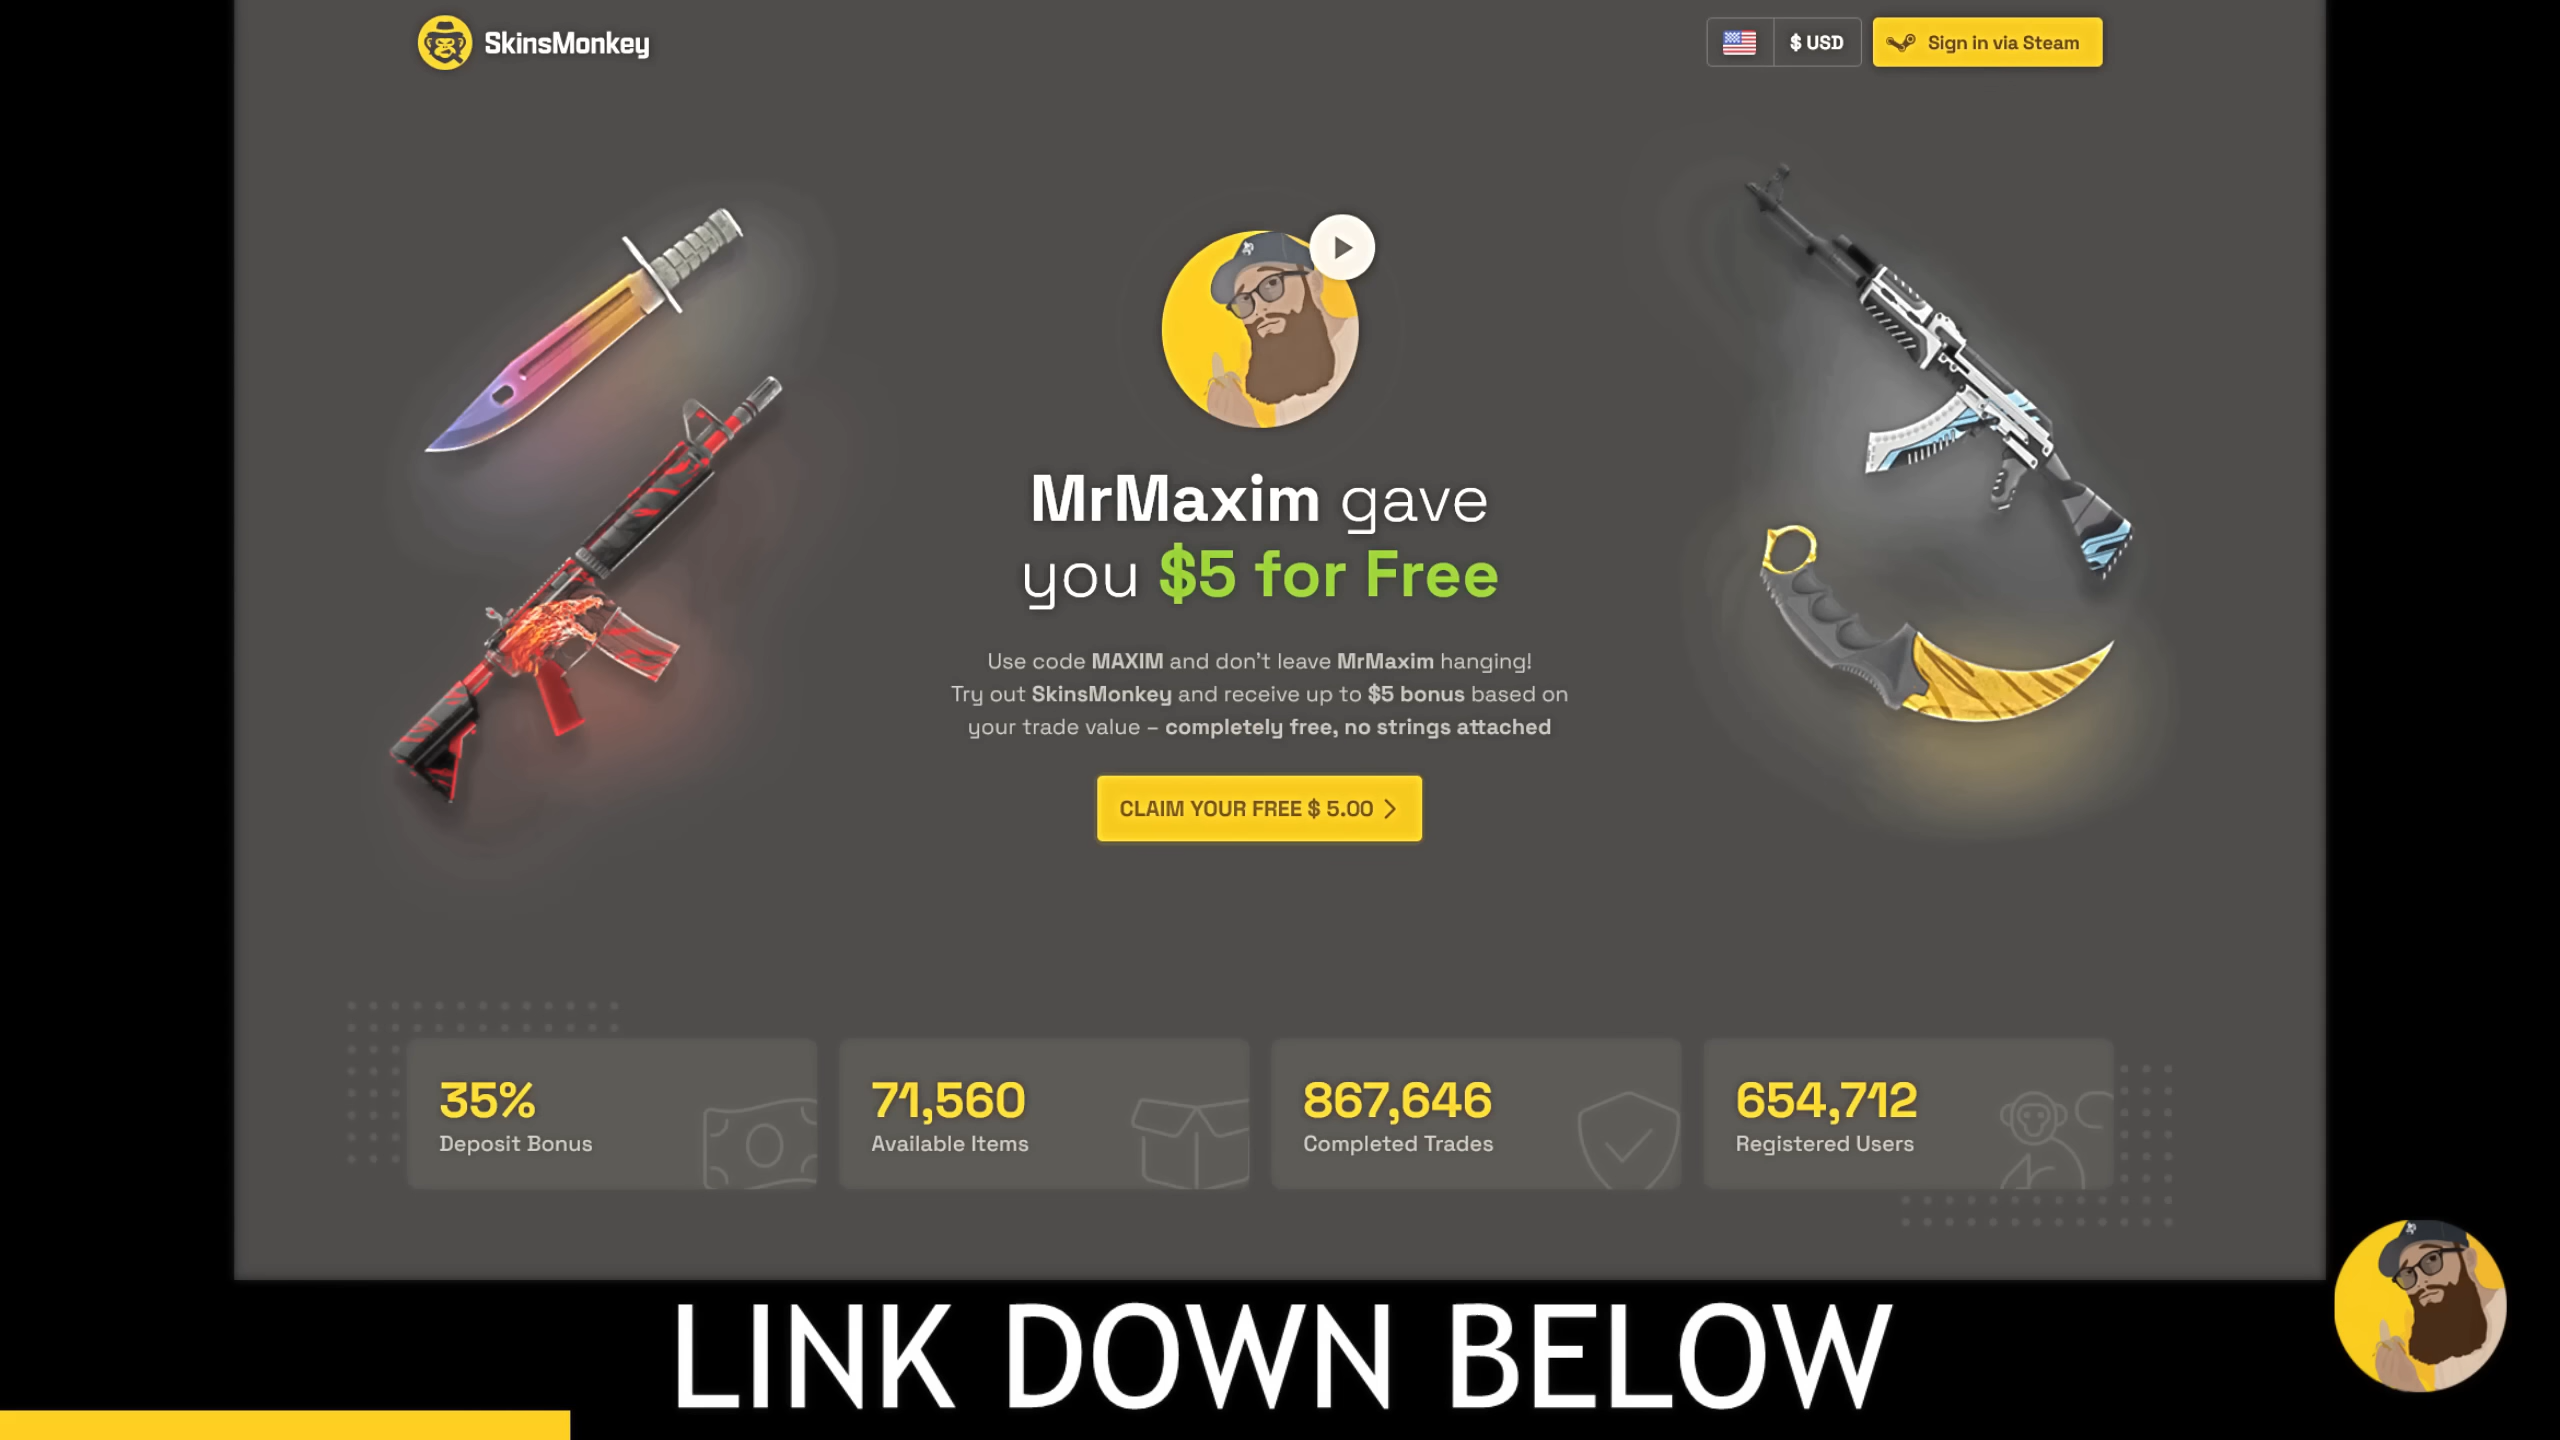 SkinsMonkey
$ USD
Sign in via Steam
MrMaxim gave
you $5 for Free
Use code MAXIM and don't leave MrMaxim hanging!
Try out SkinsMonkey and receive up to $5 bonus based on
your trade value – completely free, no strings attached
CLAIM YOUR FREE $ 5.00
35%
Deposit Bonus
71,560
Available Items
867,646
Completed Trades
654,712
Registered Users
LINK DOWN BELOW